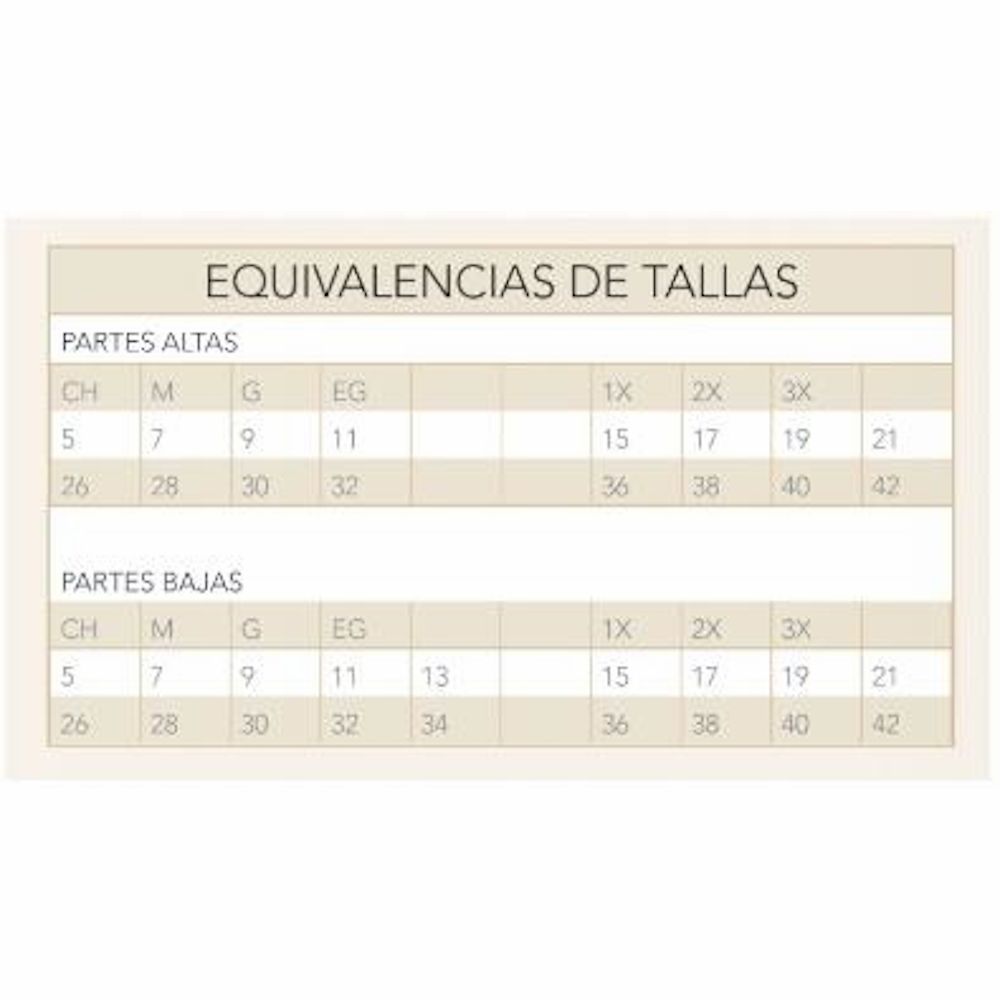 EQUIVALENCIAS DE TALLAS
PARTES ALTAS
CH M G EG 1X 2X 3X
5 7 9 11 15 17 19 21
26 28 30 32 36 38 40 42
PARTES BAJAS
CH M G EG 1X 2X 3X
5 7 9 11 13 15 17 19 21
26 28 30 32 34 36 38 40 42